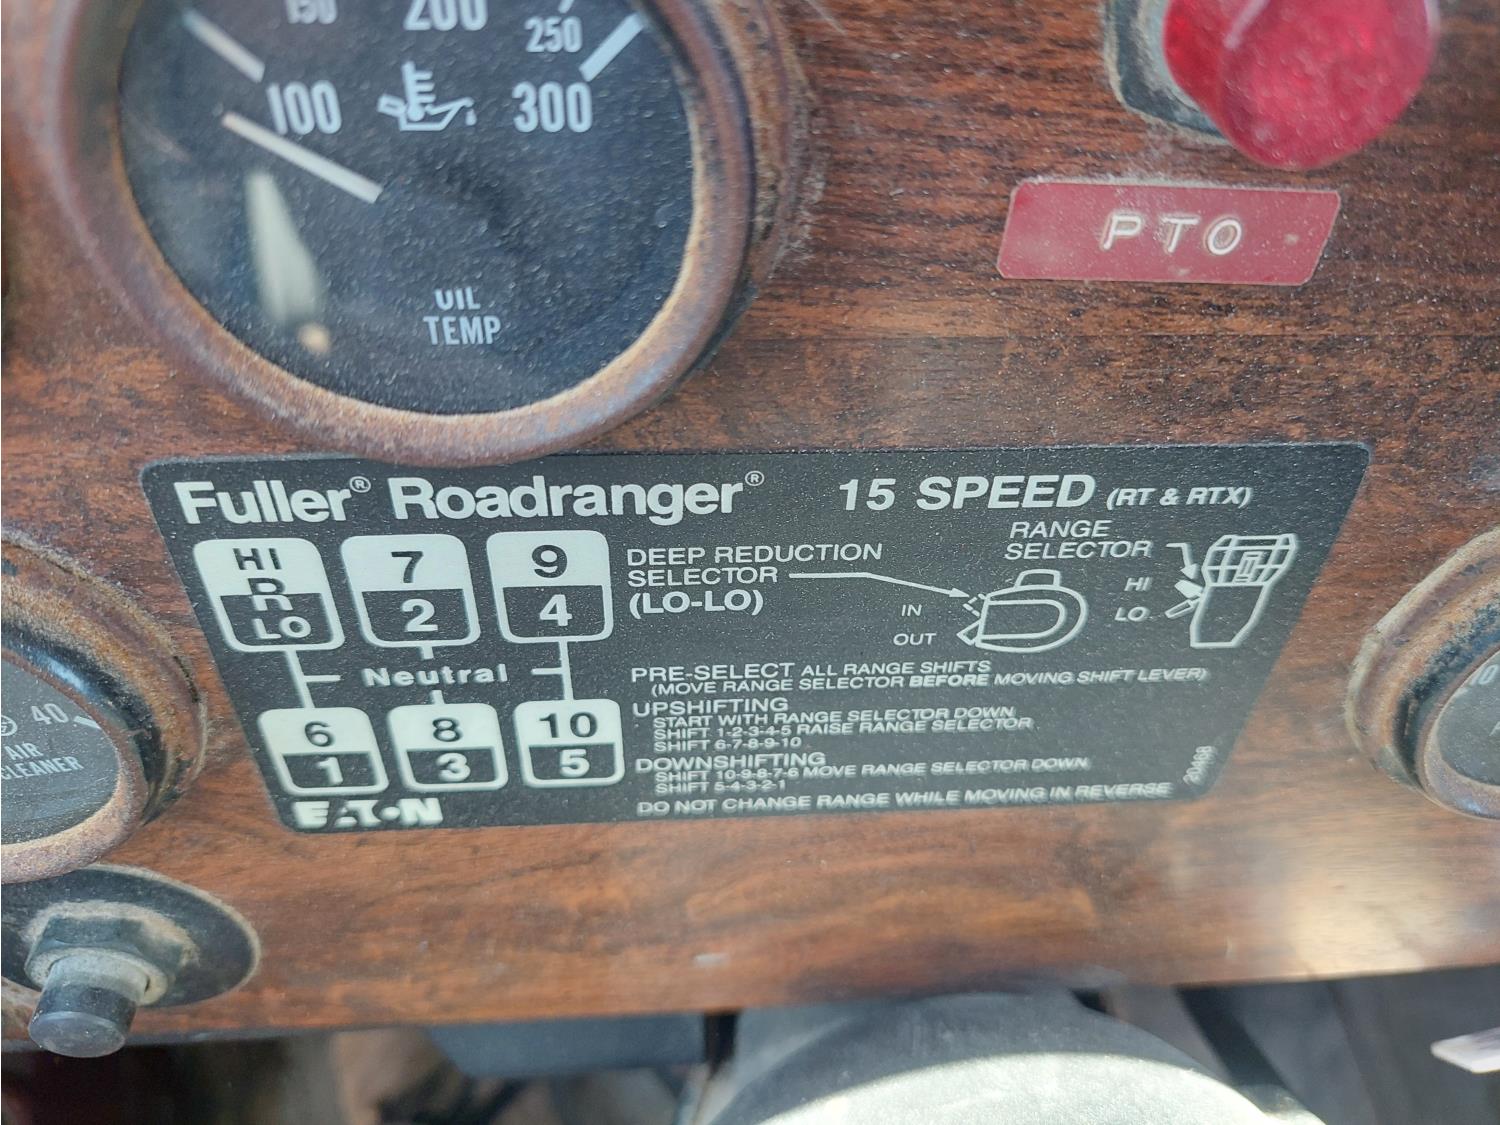 150
200
250
100
300
OIL
TEMP
PTO
Fuller® Roadranger® 15 SPEED (RT & RTX)
HI
R
LO
7
2
9
4
DEEP REDUCTION
SELECTOR
(LO-LO)
IN
OUT
RANGE
SELECTOR
HI
LO
Neutral
6
1
8
3
10
5
PRE-SELECT ALL RANGE SHIFTS
(MOVE RANGE SELECTOR BEFORE MOVING SHIFT LEVER)
UPSHIFTING
START WITH RANGE SELECTOR DOWN
SHIFT 1-2-3-4-5 RAISE RANGE SELECTOR
SHIFT 6-7-8-9-10
DOWNSHIFTING
SHIFT 10-9-8-7-6 MOVE RANGE SELECTOR DOWN
SHIFT 5-4-3-2-1
DO NOT CHANGE RANGE WHILE MOVING IN REVERSE
20468
EATON
40
AIR
CLEANER